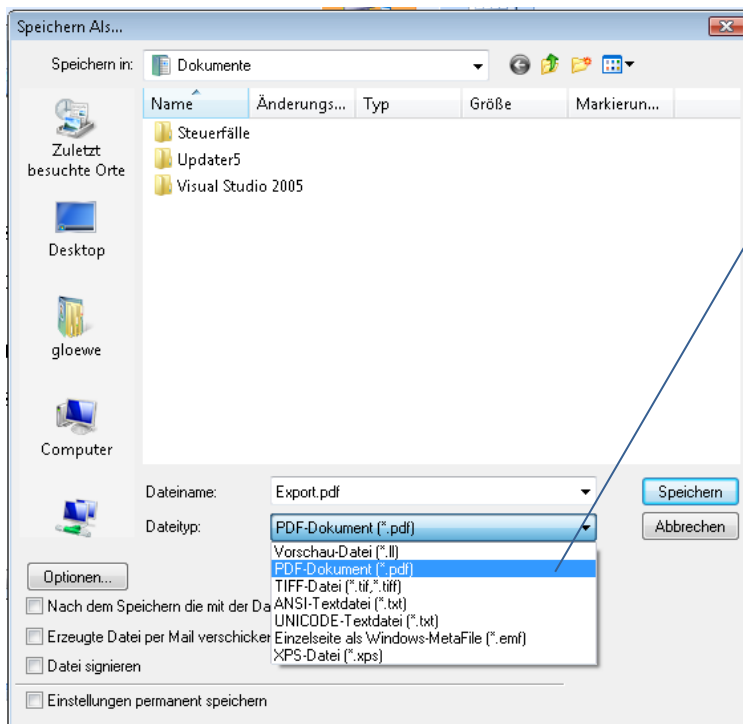 Speichern Als...
Speichern in: Dokumente
Name Änderungs... Typ Größe Markierun...
Steuerfälle
Updater5
Visual Studio 2005
Zuletzt
besuchte Orte
Desktop
gloewe
Computer
Dateiname: Export.pdf Speichern
Dateityp: PDF-Dokument (*.pdf) Abbrechen
Vorschau-Datei (*.ll)
PDF-Dokument (*.pdf)
TIFF-Datei (*.tif,*.tiff)
ANSI-Textdatei (*.txt)
UNICODE-Textdatei (*.txt)
Einzelseite als Windows-MetaFile (*.emf)
XPS-Datei (*.xps)
Optionen...
Nach dem Speichern die mit der Da
Erzeugte Datei per Mail verschicken
Datei signieren
Einstellungen permanent speichern